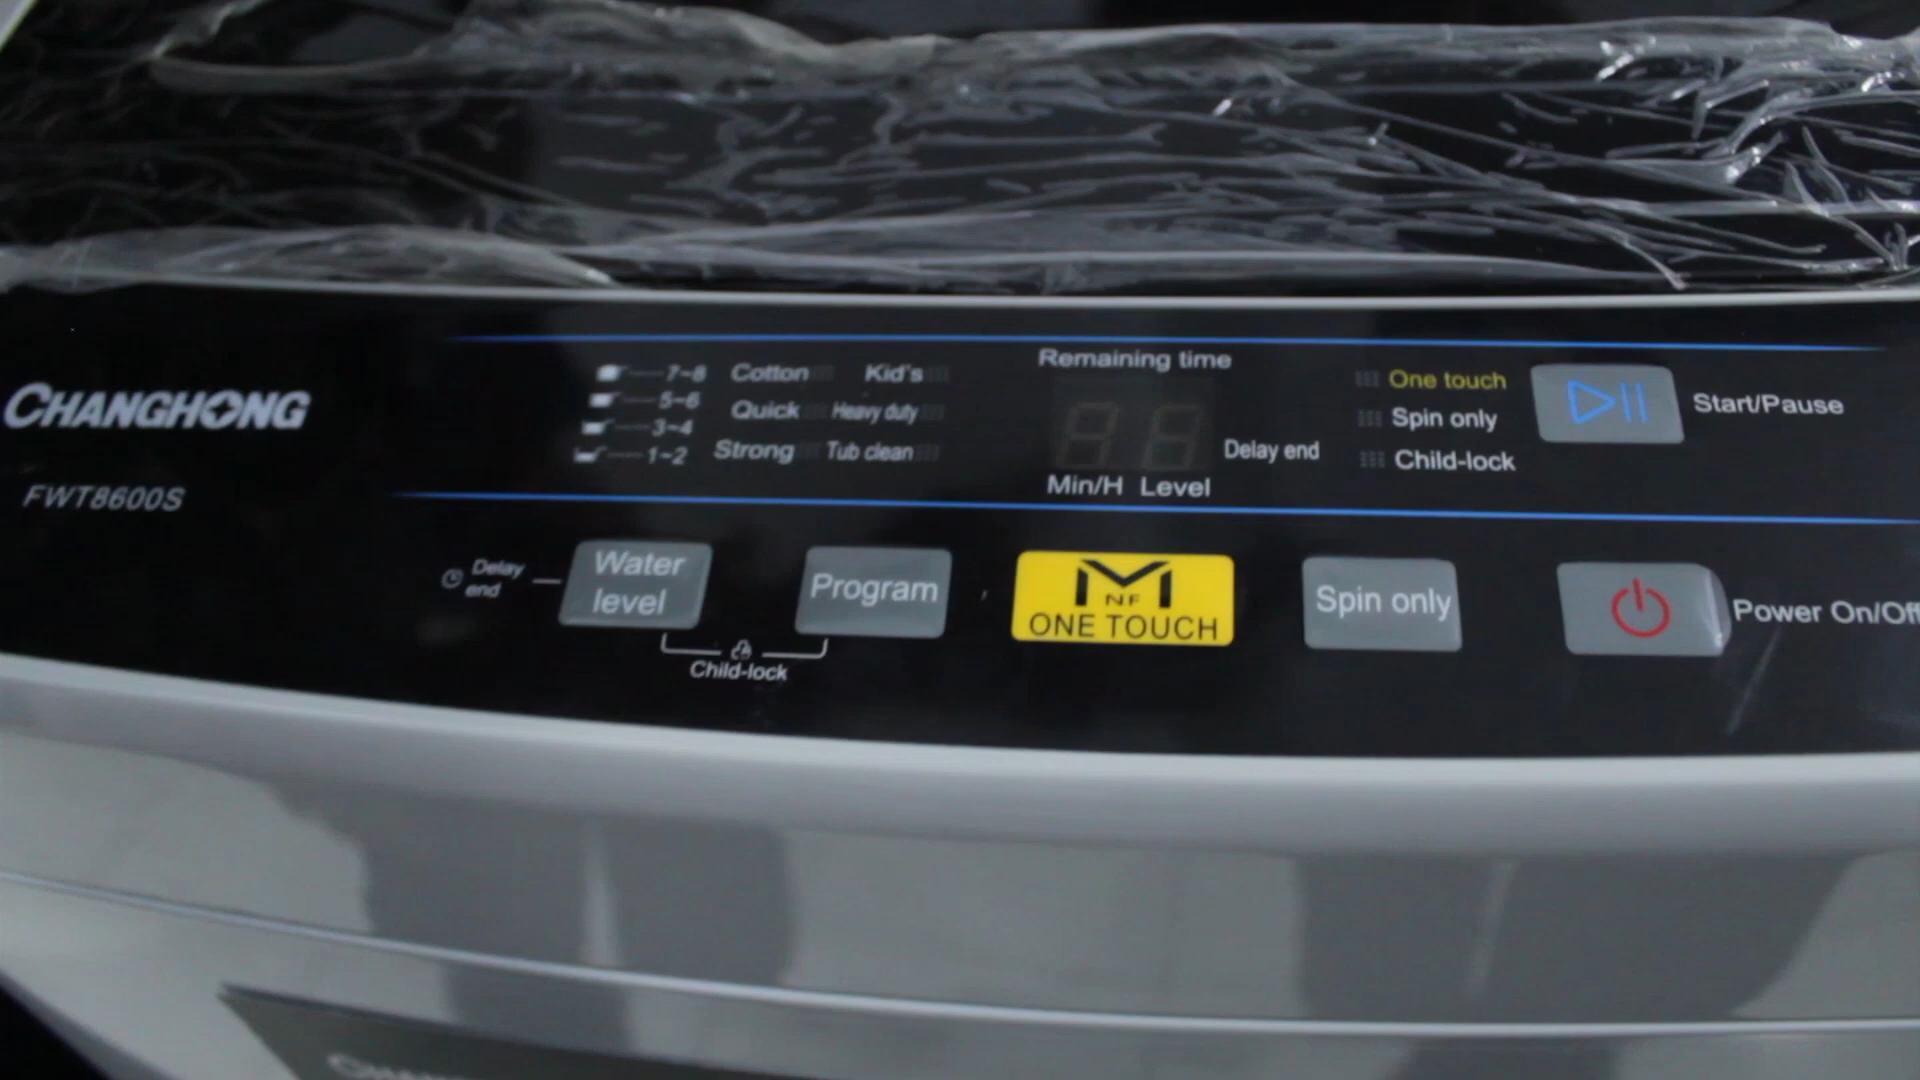 CHANGHONG
FWT8600S
7~8 Cotton Kid's
5~6 Quick Heavy duty
3~4
1~2 Strong Tub clean
Remaining time
Delay end
Min/H Level
One touch
Spin only
Child-lock
Start/Pause
Delay
end
Water
level
Program
Child-lock
M
NF
ONE TOUCH
Spin only
Power On/Off